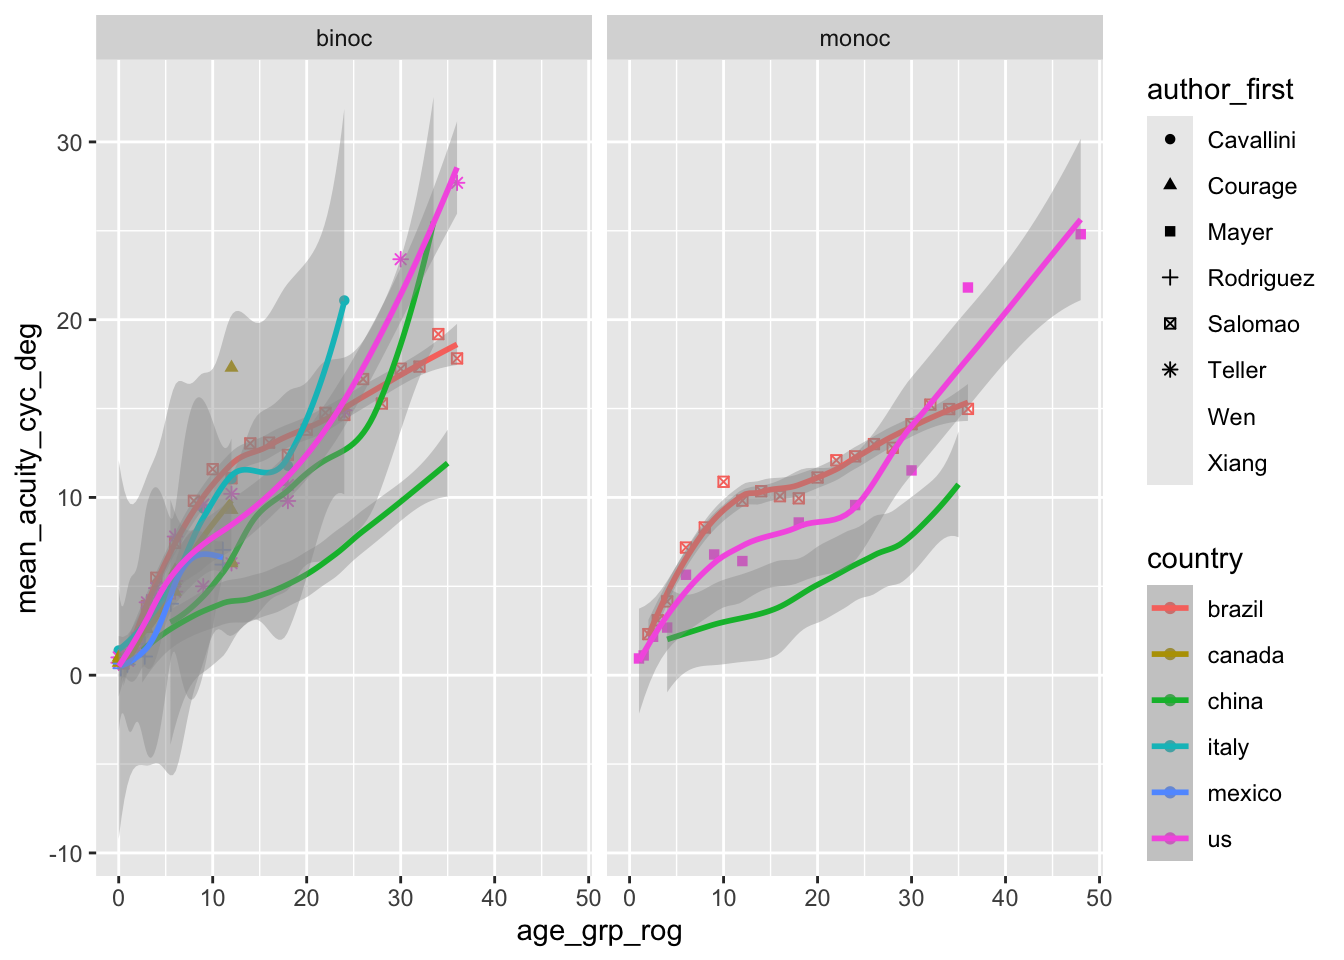 binoc
monoc
mean_acuity_cyc_deg
30
20
10
0
-10
0
10
20
30
40
50
0
10
20
30
40
50
age_grp_rog
author_first
Cavallini
Courage
Mayer
Rodriguez
Salomao
Teller
Wen
Xiang
country
brazil
canada
china
italy
mexico
us